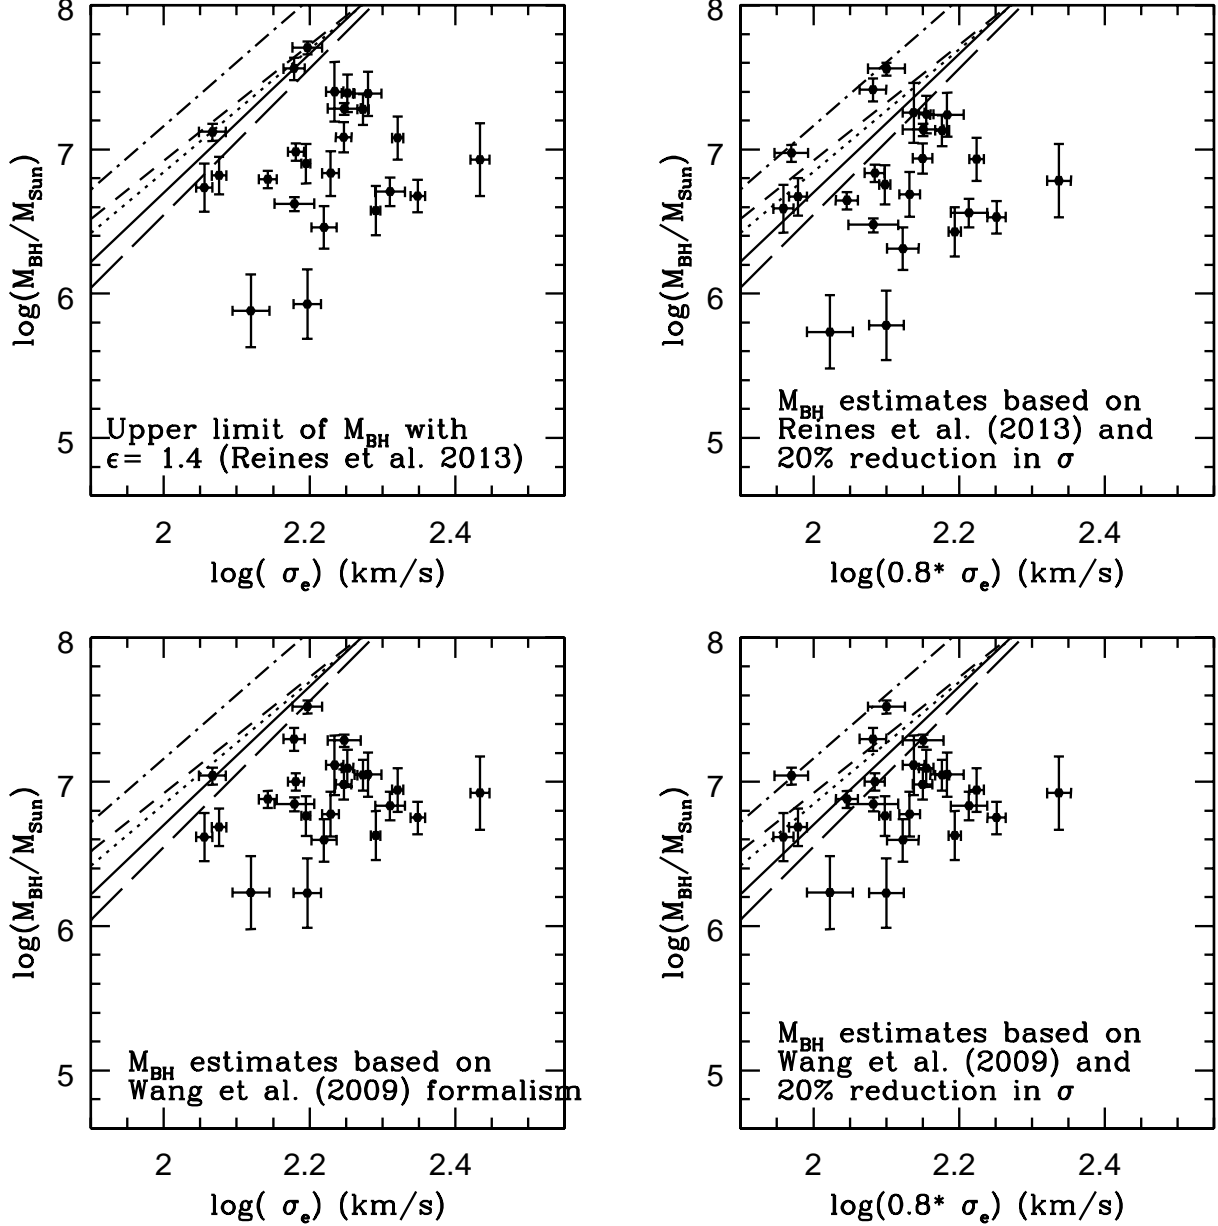 8
7
6
5
log(M_BH/M_Sun)
Upper limit of M_BH with
ϵ= 1.4 (Reines et al. 2013)
2 2.2 2.4
log( σ_e) (km/s)
8
7
6
5
log(M_BH/M_Sun)
M_BH estimates based on
Reines et al. (2013) and
20% reduction in σ
2 2.2 2.4
log(0.8* σ_e) (km/s)
8
7
6
5
log(M_BH/M_Sun)
M_BH estimates based on
Wang et al. (2009) formalism
2 2.2 2.4
log( σ_e) (km/s)
8
7
6
5
log(M_BH/M_Sun)
M_BH estimates based on
Wang et al. (2009) and
20% reduction in σ
2 2.2 2.4
log(0.8* σ_e) (km/s)